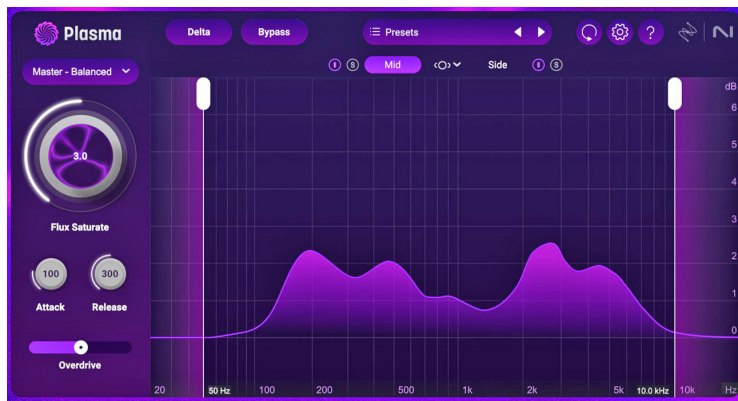 Plasma
Delta
Bypass
Presets
?
Master - Balanced
I S Mid Side I S
3.0
Flux Saturate
100
300
Attack
Release
Overdrive
dB
6
5
4
3
2
1
0
20 50 Hz 100 200 500 1k 2k 5k 10.0 kHz 10k Hz